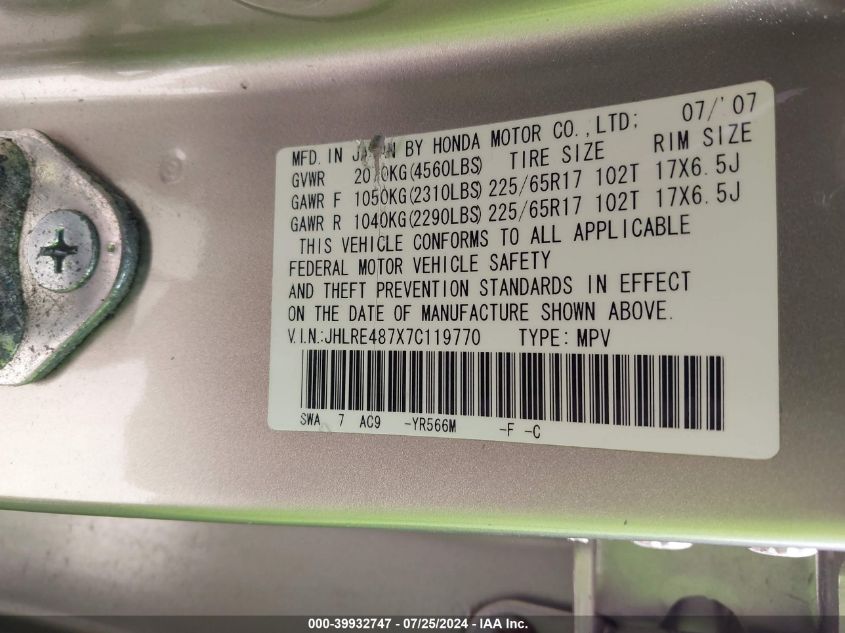 MFD. IN JAPAN BY HONDA MOTOR CO.,LTD; 07/'07
GVWR 2070KG(4560LBS) TIRE SIZE RIM SIZE
GAWR F 1050KG(2310LBS) 225/65R17 102T 17X6.5J
GAWR R 1040KG(2290LBS) 225/65R17 102T 17X6.5J
THIS VEHICLE CONFORMS TO ALL APPLICABLE
FEDERAL MOTOR VEHICLE SAFETY
AND THEFT PREVENTION STANDARDS IN EFFECT
ON THE DATE OF MANUFACTURE SHOWN ABOVE.
V.I.N.:JHLRE487X7C119770 TYPE: MPV
SWA 7 AC9 -YR566M -F -C
000-39932747 - 07/25/2024 - IAA Inc.